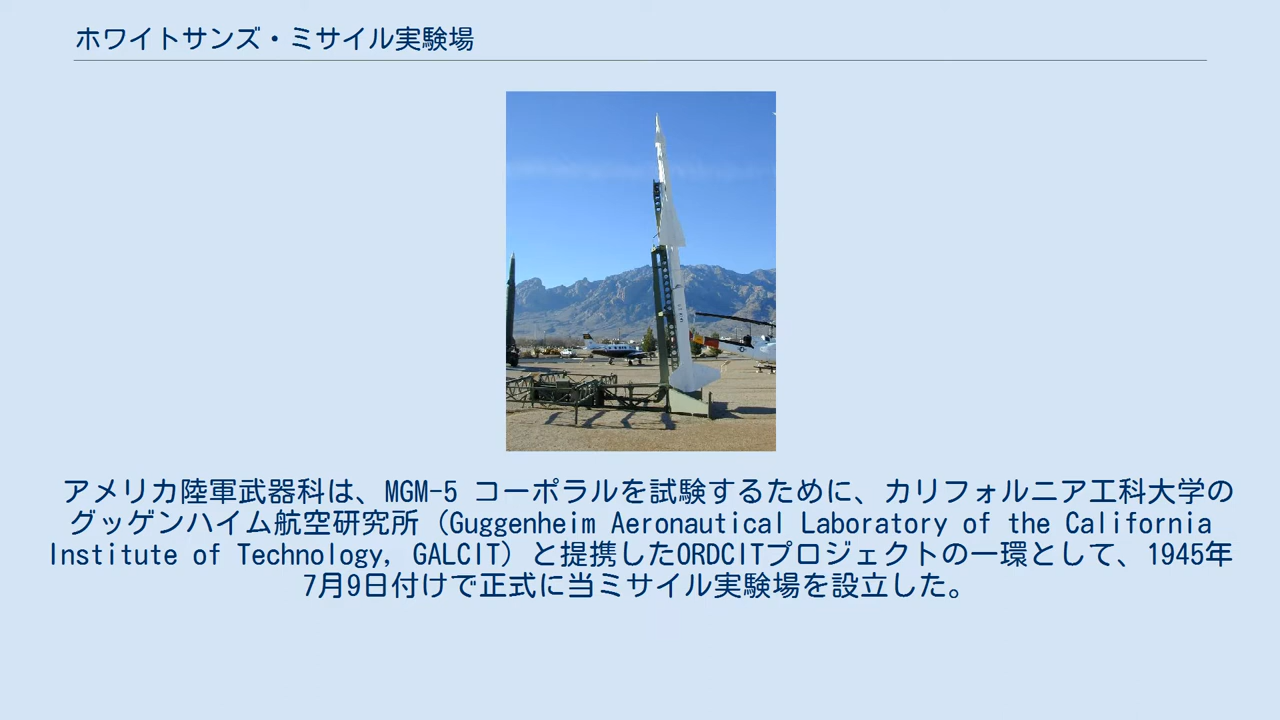 ホワイトサンズ・ミサイル実験場
アメリカ陸軍武器科は、MGM-5 コーポラルを試験するために、カリフォルニア工科大学の
グッゲンハイム航空研究所（Guggenheim Aeronautical Laboratory of the California
Institute of Technology, GALCIT）と提携したORDCITプロジェクトの一環として、1945年
7月9日付けで正式に当ミサイル実験場を設立した。